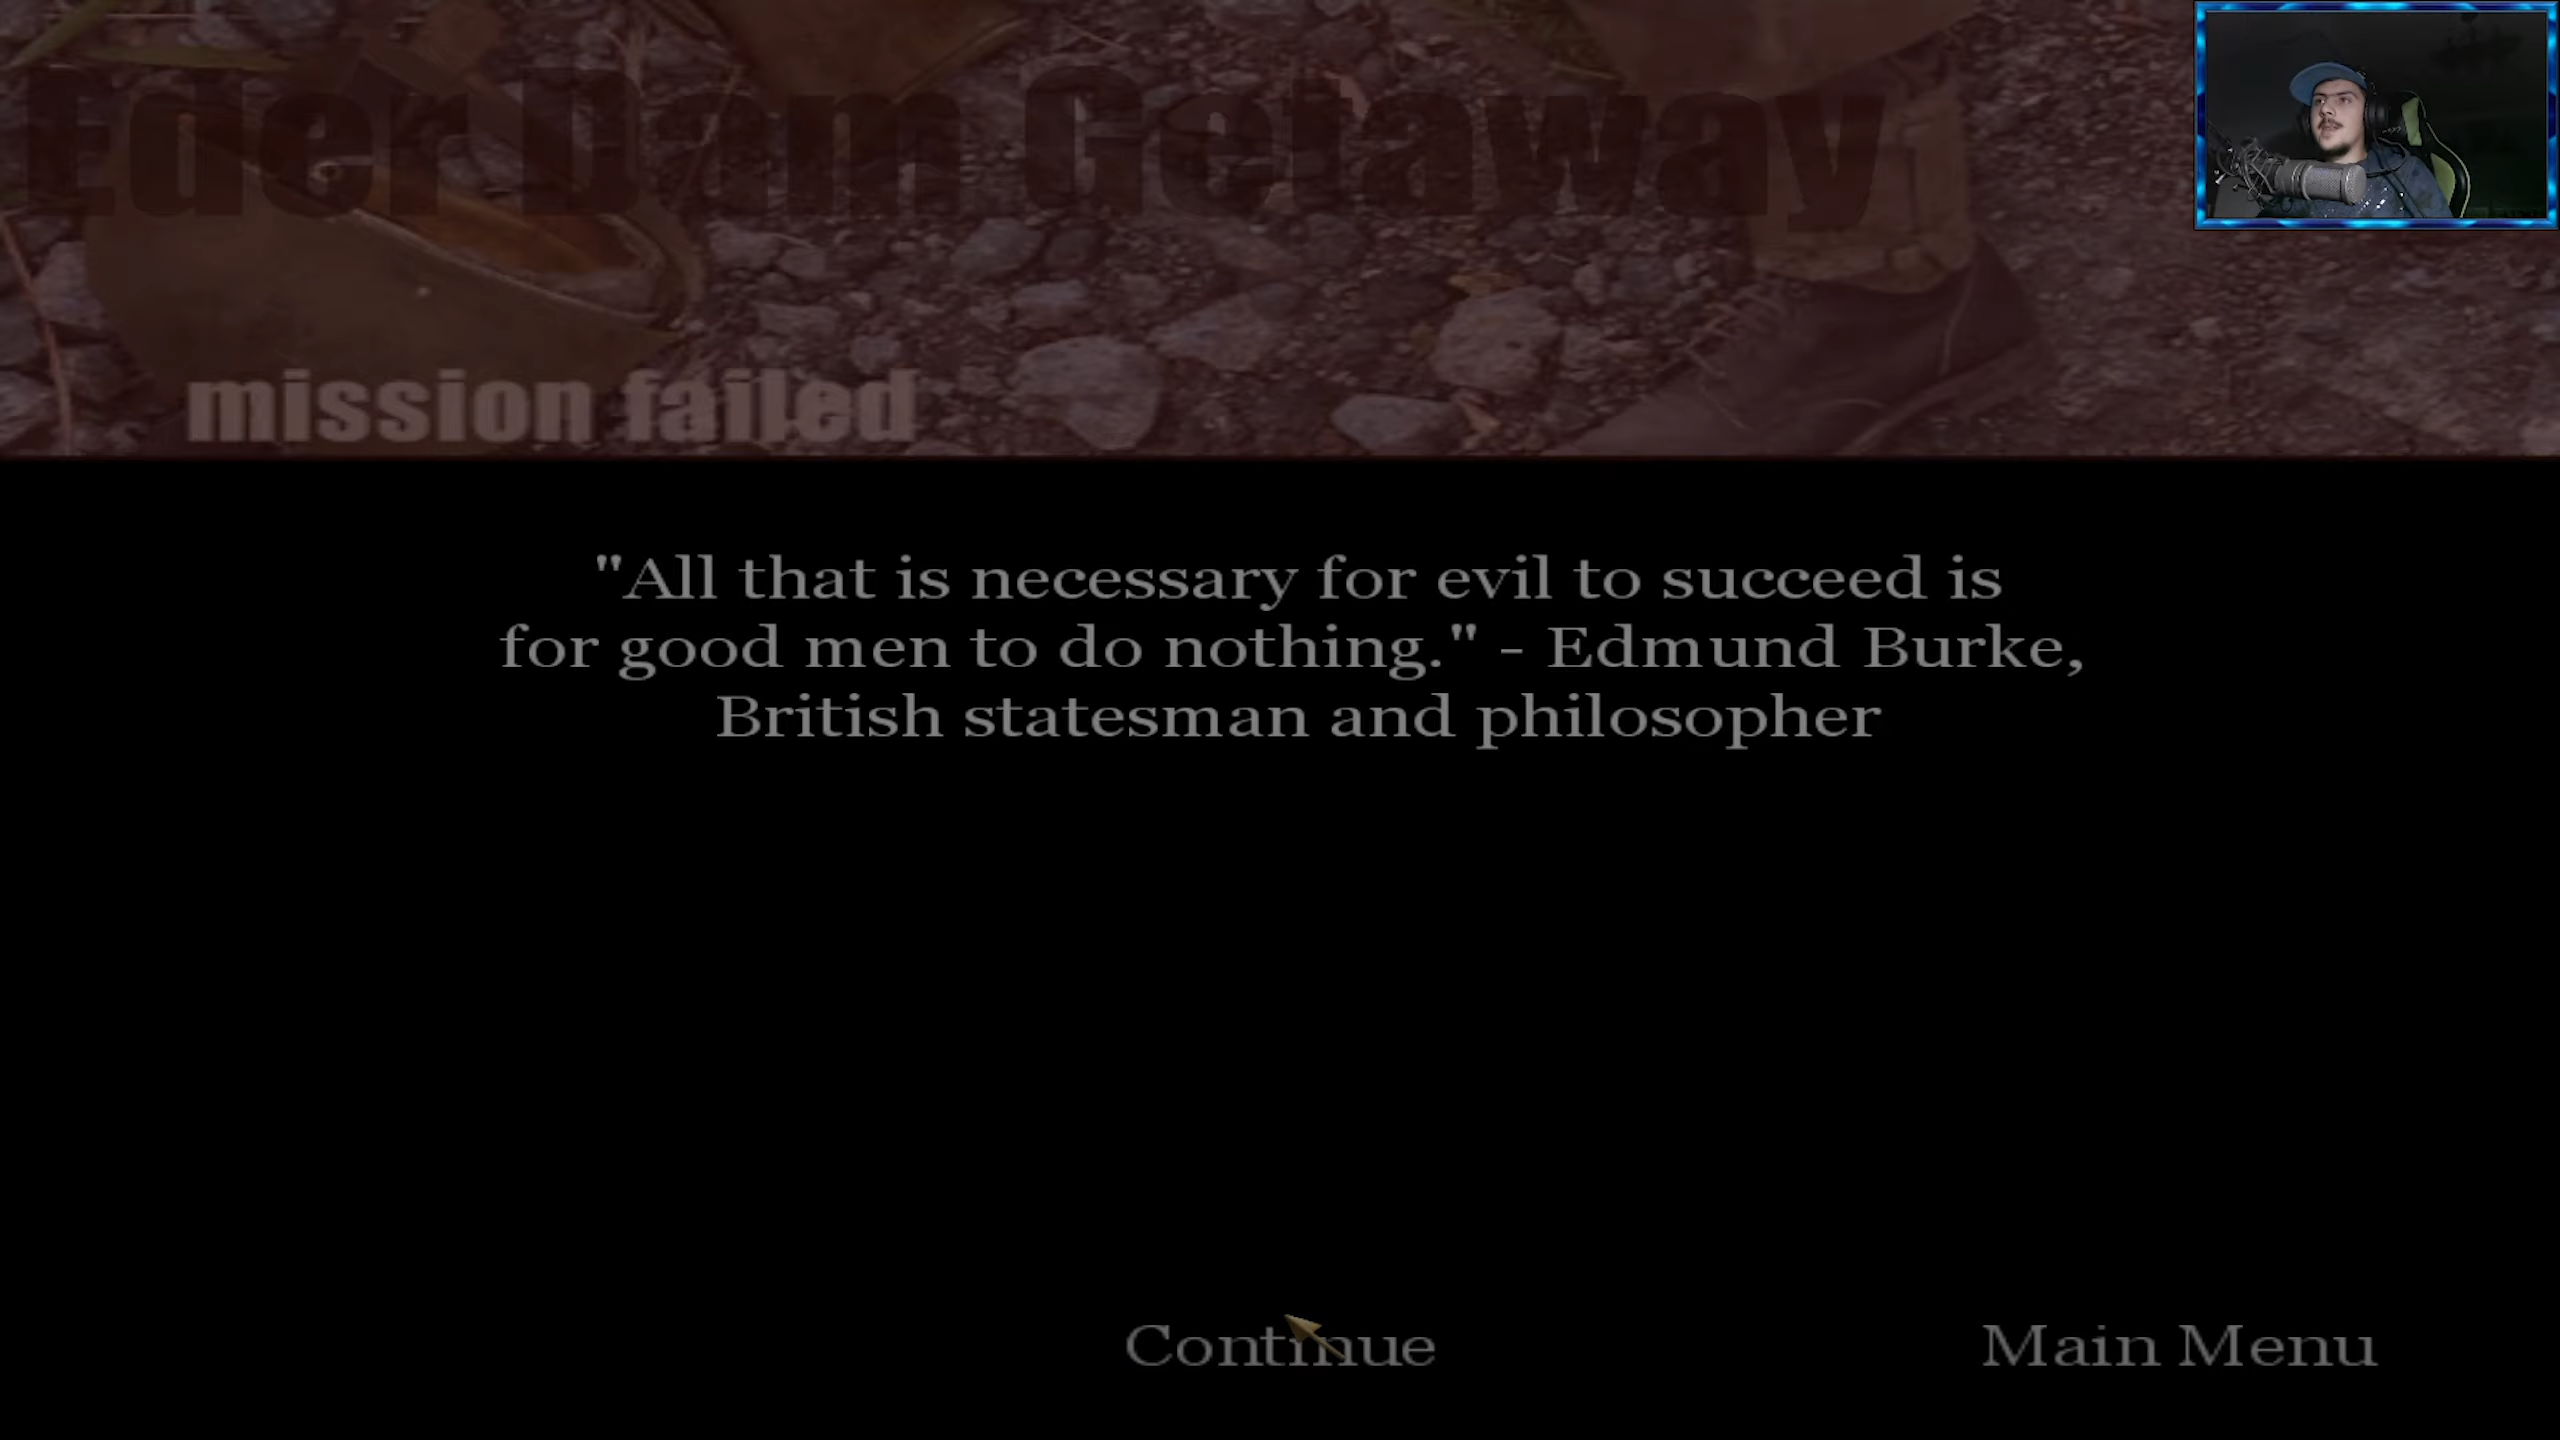 Eder Dam Getaway
mission failed
"All that is necessary for evil to succeed is
for good men to do nothing." - Edmund Burke,
British statesman and philosopher
Continue
Main Menu